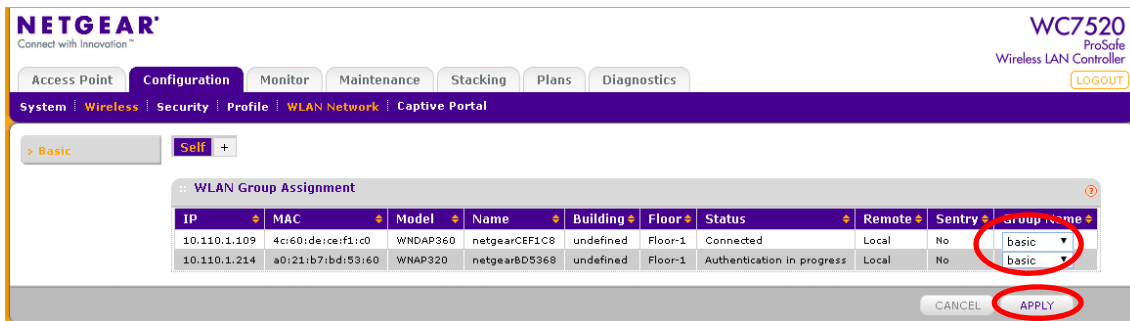 NETGEAR®
Connect with Innovation™
WC7520
ProSafe
Wireless LAN Controller
Access Point Configuration Monitor Maintenance Stacking Plans Diagnostics
LOGOUT
System Wireless Security Profile WLAN Network Captive Portal
> Basic
Self +
:: WLAN Group Assignment ?
IP MAC Model Name Building Floor Status Remote Sentry Group Name
10.110.1.109 4c:60:de:ce:f1:c0 WNDAP360 netgearCEF1C8 undefined Floor-1 Connected Local No basic
10.110.1.214 a0:21:b7:bd:53:60 WNAP320 netgearBD5368 undefined Floor-1 Authentication in progress Local No basic
CANCEL APPLY